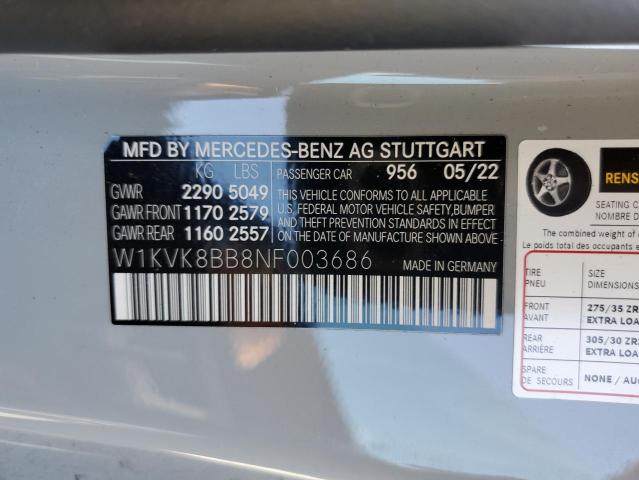 MFD BY MERCEDES-BENZ AG STUTTGART
KG LBS PASSENGER CAR 956 05/22
GVWR 2290 5049 THIS VEHICLE CONFORMS TO ALL APPLICABLE
GAWR FRONT 1170 2579 U.S. FEDERAL MOTOR VEHICLE SAFETY, BUMPER
GAWR REAR 1160 2557 AND THEFT PREVENTION STANDARDS IN EFFECT
ON THE DATE OF MANUFACTURE SHOWN ABOVE.
W1KVK8BB8NF003686 MADE IN GERMANY
RENS
SEATING
NOMBRE D
The combined weight of
Le poids total des occupants e
TIRE SIZE
PNEU DIMENSIONS
FRONT 275/35 ZR
AVANT EXTRA LOA
REAR 305/30 ZR
ARRIÈRE EXTRA LOA
SPARE
DE SECOURS NONE / AU